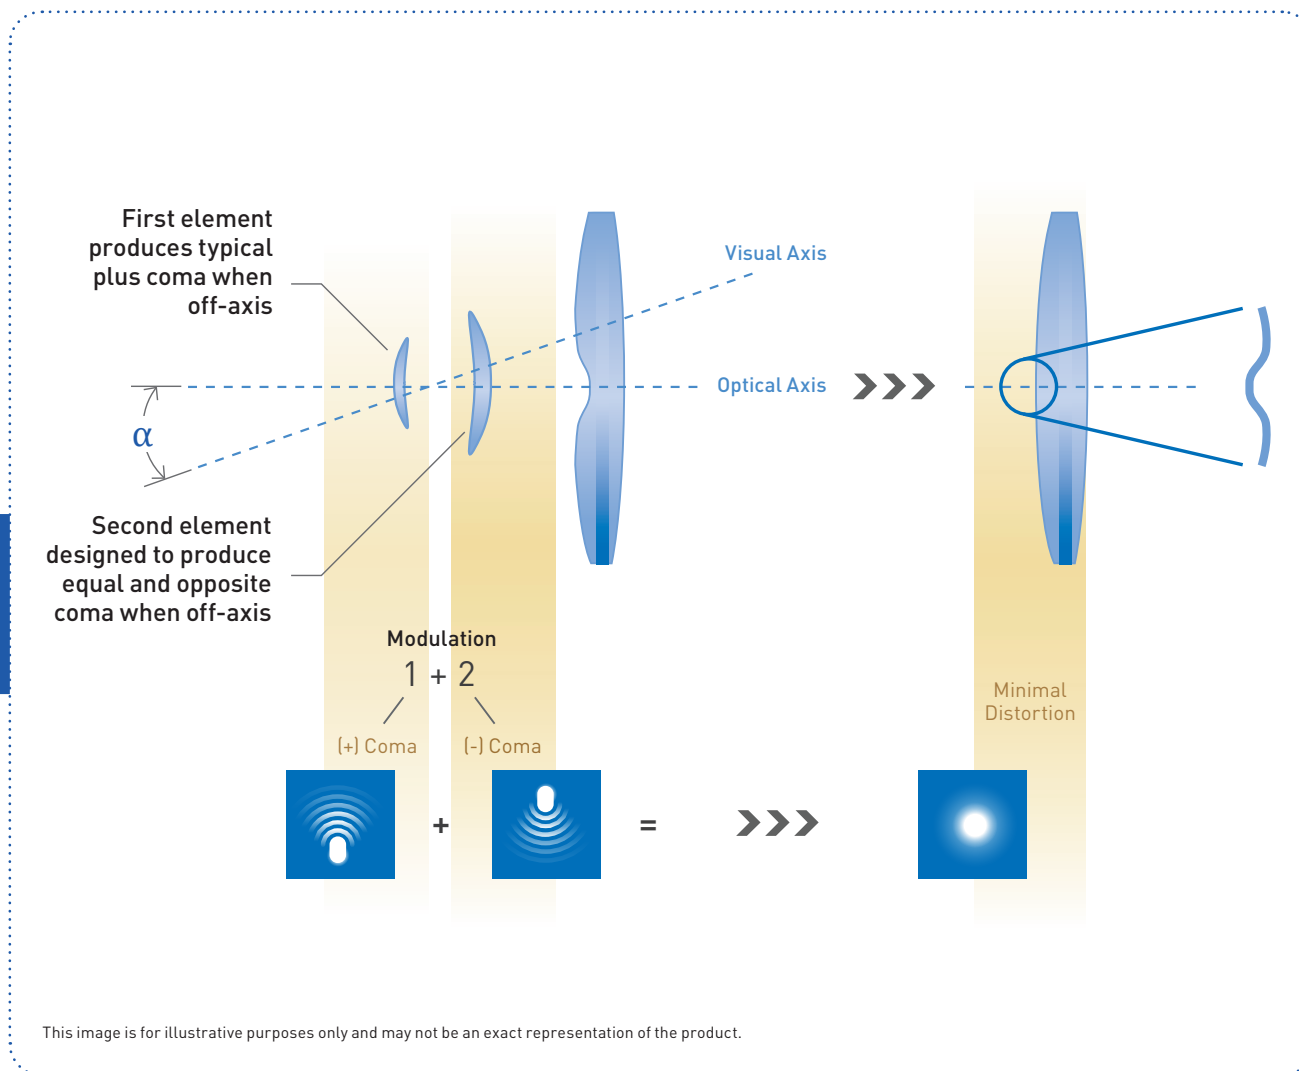 First element
produces typical
plus coma when
off-axis
Visual Axis
Optical Axis
α
Second element
designed to produce
equal and opposite
coma when off-axis
Modulation
1 + 2
(+) Coma
(-) Coma
Minimal
Distortion
+
=
This image is for illustrative purposes only and may not be an exact representation of the product.